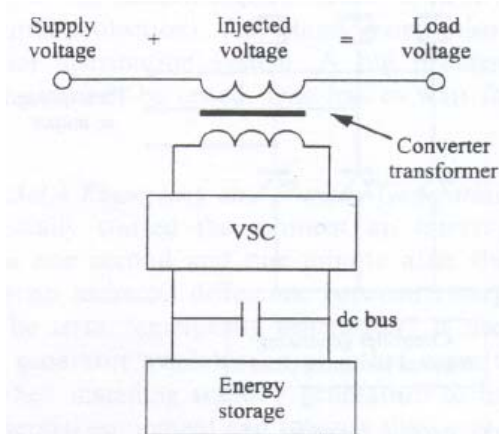 Supply Injected Load
voltage + voltage = voltage
Converter
transformer
VSC
dc bus
Energy
storage